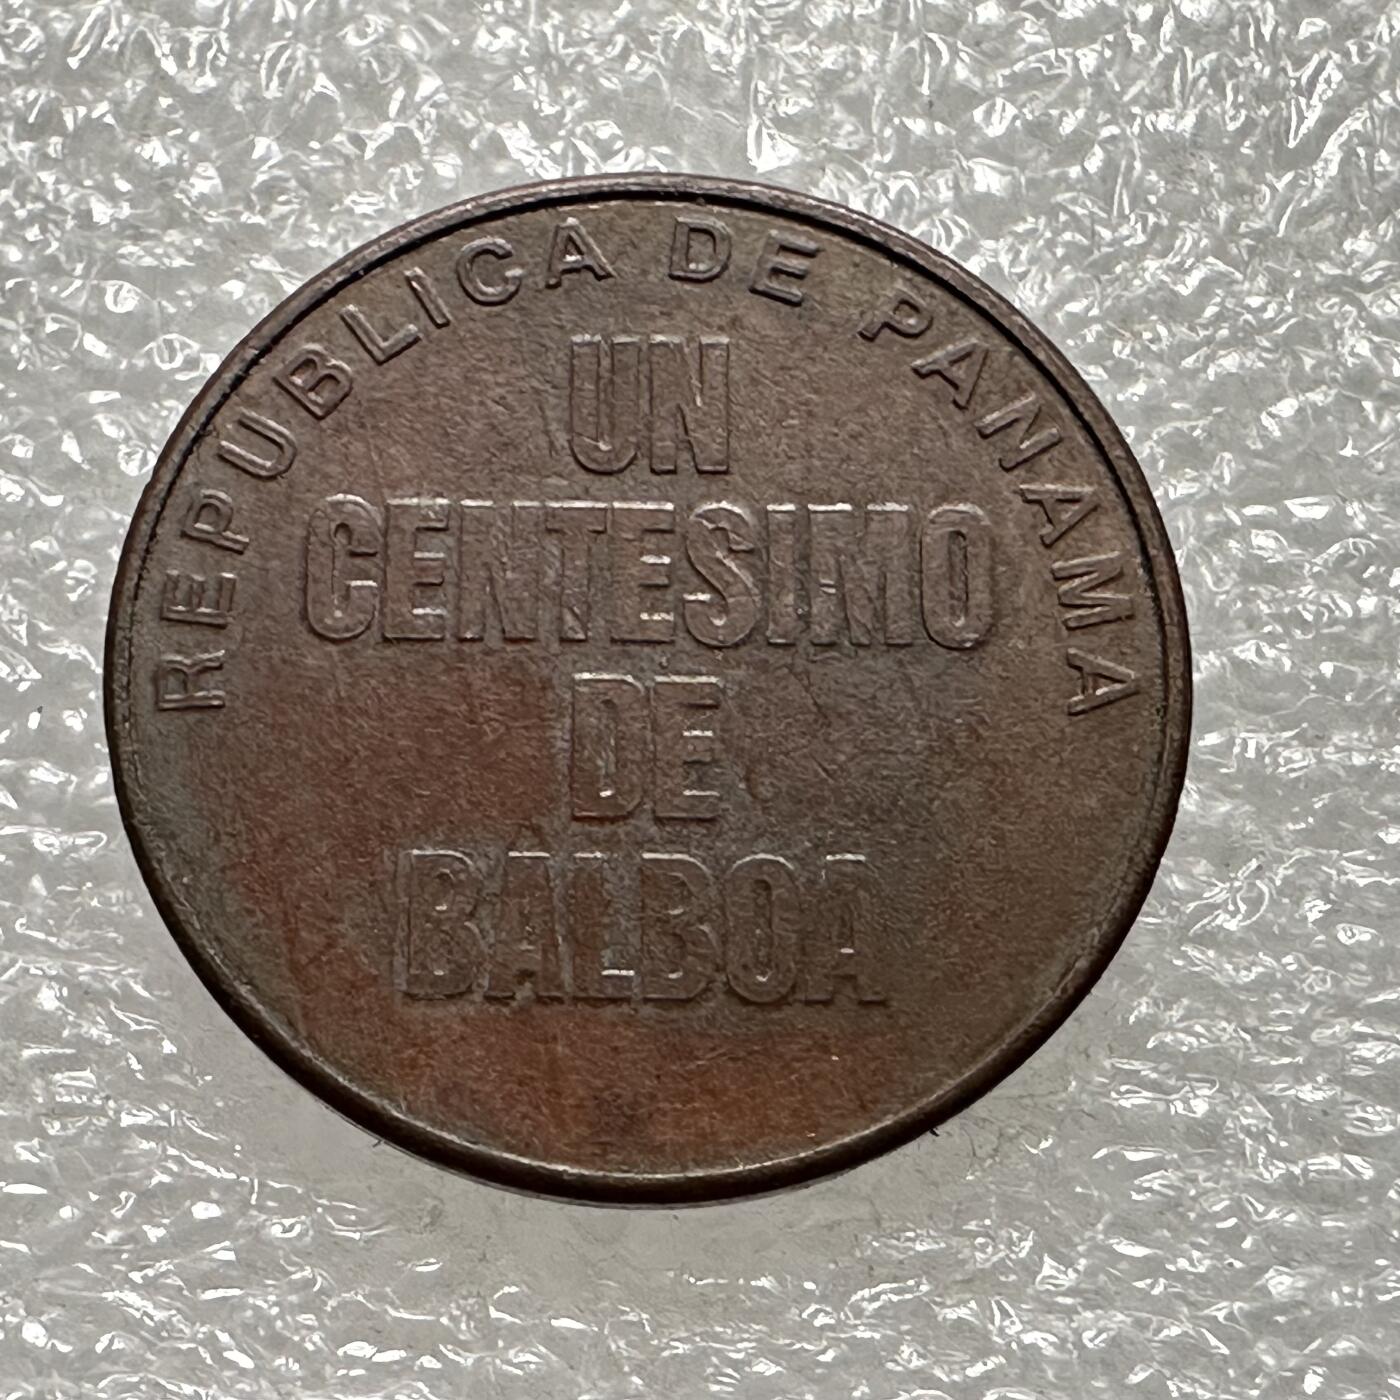 REPUBLICA DE PANAMA
UN
CENTESIMO
DE
BALBOA